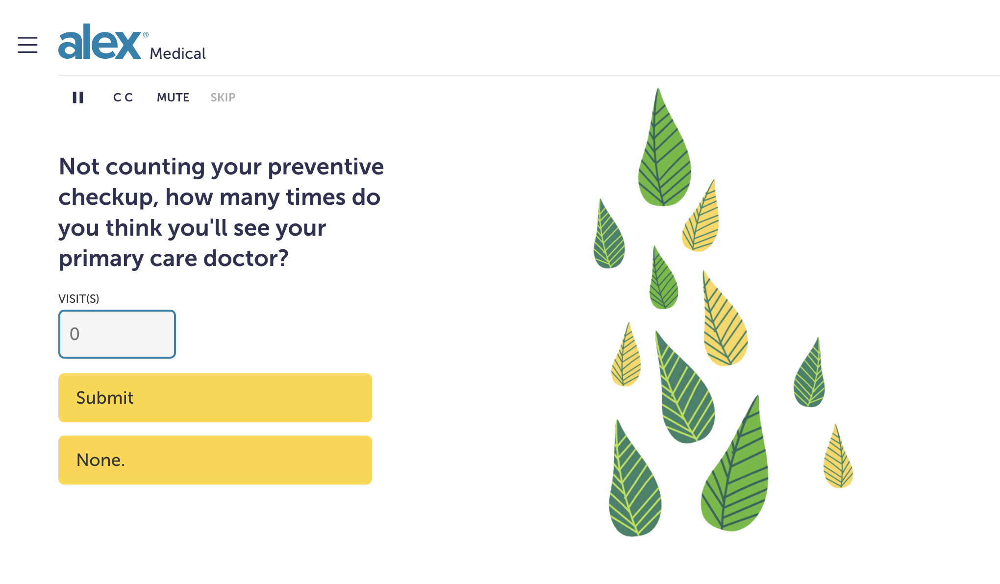 alex® Medical
CC MUTE SKIP
Not counting your preventive
checkup, how many times do
you think you'll see your
primary care doctor?
VISIT(S)
0
Submit
None.